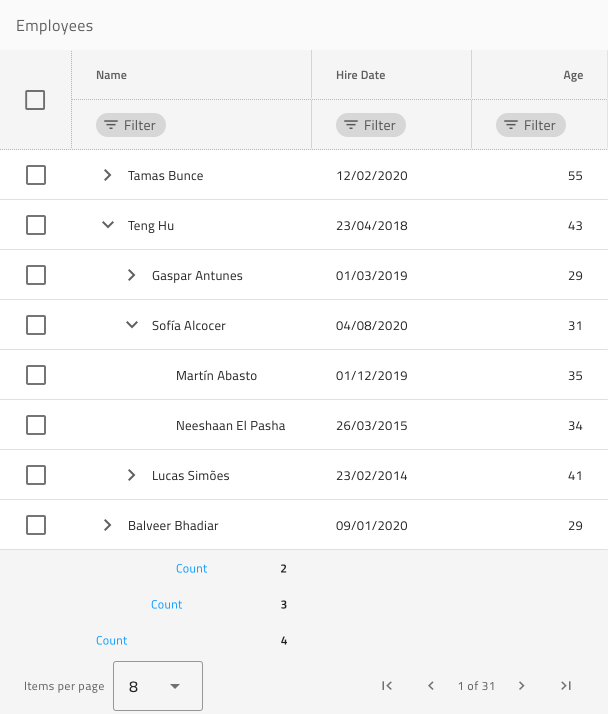 Employees
Name Hire Date Age
Filter Filter Filter
Tamas Bunce 12/02/2020 55
Teng Hu 23/04/2018 43
Gaspar Antunes 01/03/2019 29
Sofía Alcocer 04/08/2020 31
Martín Abasto 01/12/2019 35
Neeshaan El Pasha 26/03/2015 34
Lucas Simões 23/02/2014 41
Balveer Bhadiar 09/01/2020 29
Count 2
Count 3
Count 4
Items per page 8 1 of 31